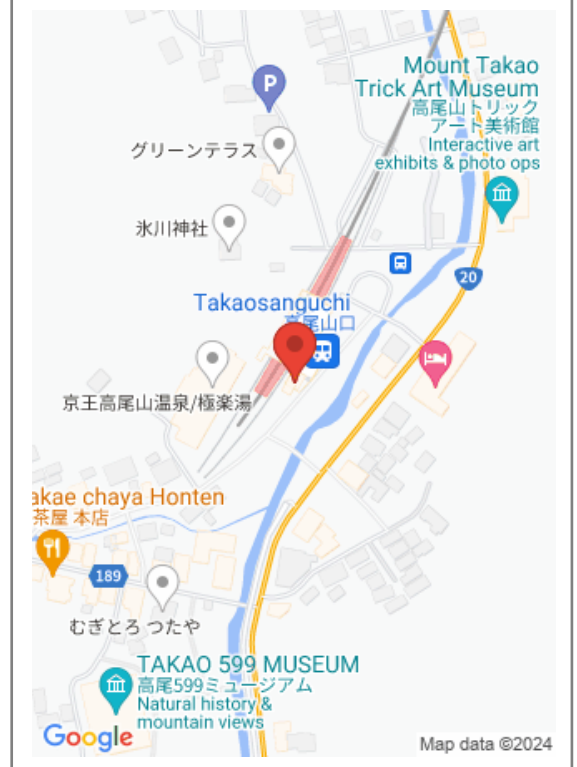 Mount Takao
Trick Art Museum
高尾山トリック
アート美術館
Interactive art
exhibits & photo ops
P
グリーンテラス
氷川神社
20
Takaosanguchi
高尾山口
京王高尾山温泉/極楽湯
akae chaya Honten
茶屋 本店
189
むぎとろ つたや
TAKAO 599 MUSEUM
高尾599ミュージアム
Natural history &
mountain views
Google
Map data ©2024